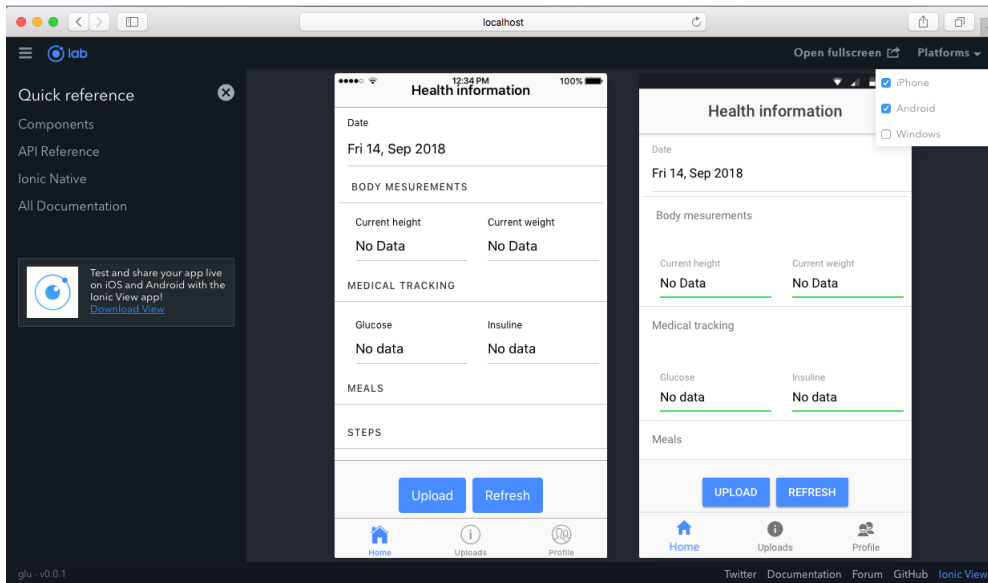 localhost
lab
Open fullscreen
Platforms
Quick reference
Components
API Reference
Ionic Native
All Documentation
Test and share your app live
on iOS and Android with the
Ionic View app!
Download View
12:34 PM
100%
Health information
Date
Fri 14, Sep 2018
BODY MESUREMENTS
Current height
Current weight
No Data
No Data
MEDICAL TRACKING
Glucose
Insuline
No data
No data
MEALS
STEPS
Upload
Refresh
Home
Uploads
Profile
Health information
Date
Fri 14, Sep 2018
Body mesurements
Current height
Current weight
No Data
No Data
Medical tracking
Glucose
Insuline
No data
No data
Meals
UPLOAD
REFRESH
Home
Uploads
Profile
iPhone
Android
Windows
glu - v0.0.1
Twitter
Documentation
Forum
GitHub
Ionic View